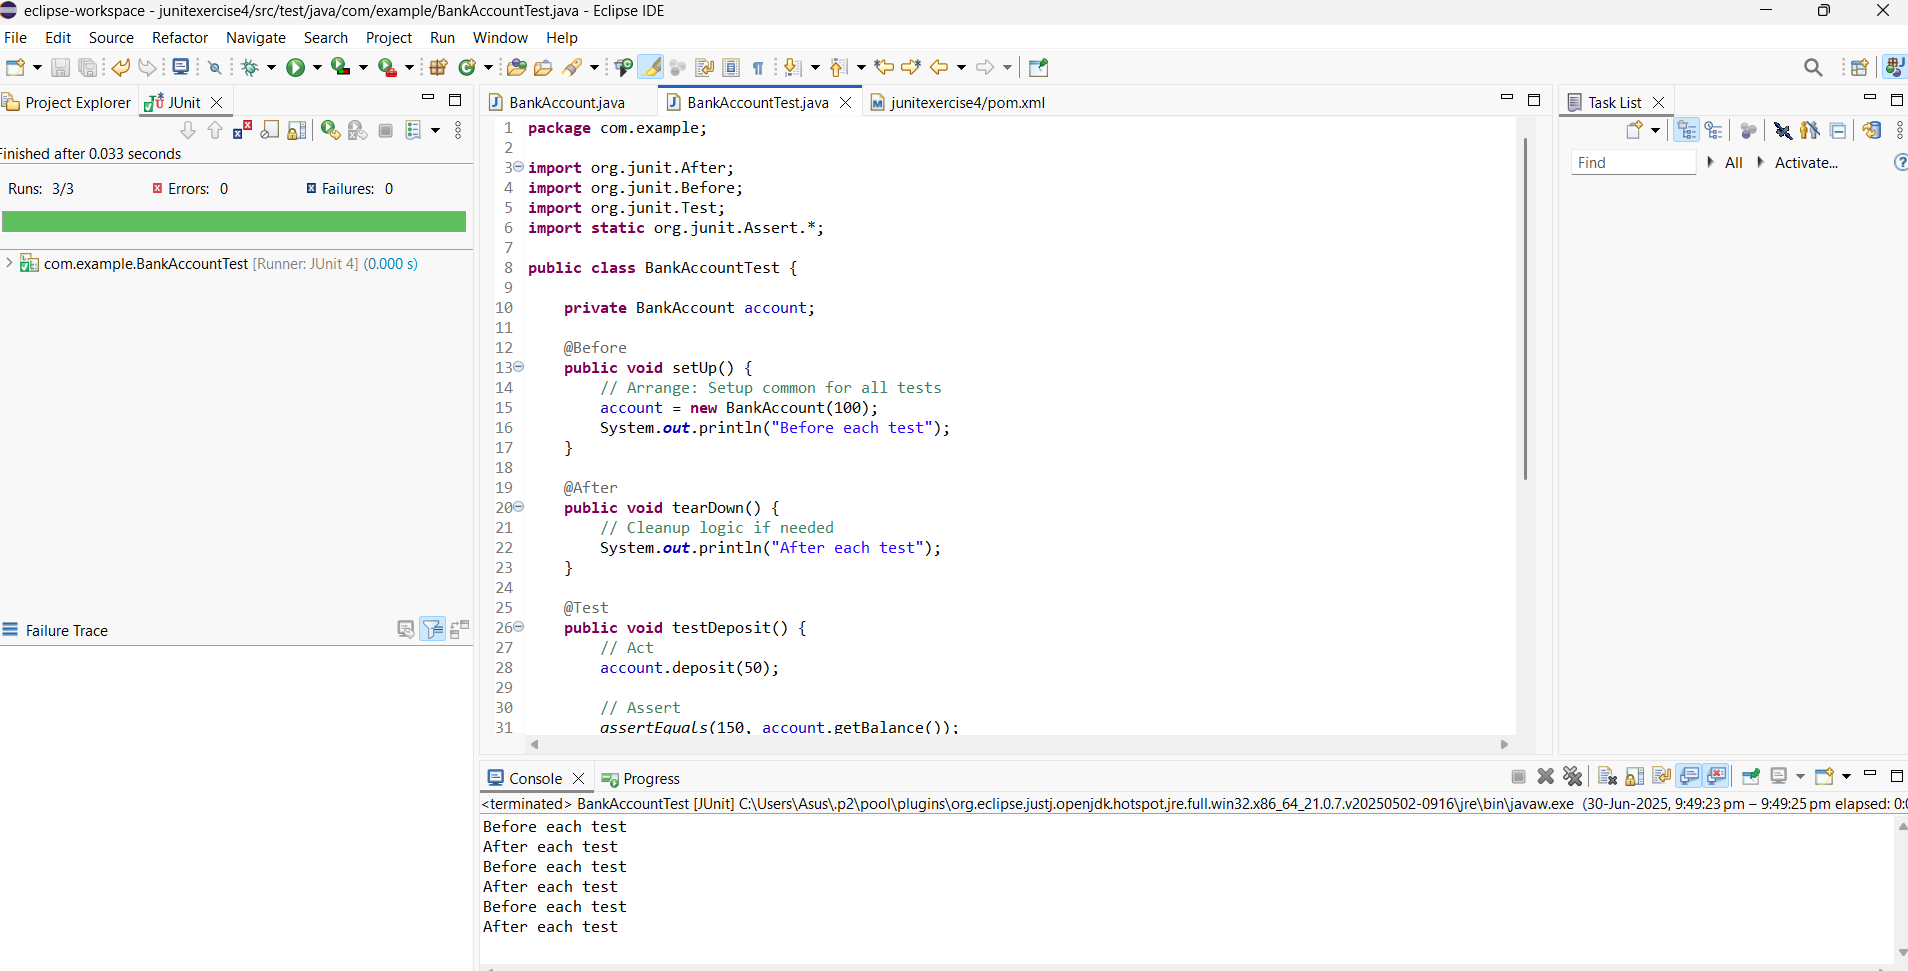 eclipse-workspace - junitexercise4/src/test/java/com/example/BankAccountTest.java - Eclipse IDE
File Edit Source Refactor Navigate Search Project Run Window Help
Project Explorer
JUnit
Finished after 0.033 seconds
Runs: 3/3
Errors: 0
Failures: 0
com.example.BankAccountTest [Runner: JUnit 4] (0.000 s)
Failure Trace
BankAccount.java
BankAccountTest.java
junitexercise4/pom.xml
1 package com.example;
2
3 import org.junit.After;
4 import org.junit.Before;
5 import org.junit.Test;
6 import static org.junit.Assert.*;
7
8 public class BankAccountTest {
9
10 private BankAccount account;
11
12 @Before
13 public void setUp() {
14 // Arrange: Setup common for all tests
15 account = new BankAccount(100);
16 System.out.println("Before each test");
17 }
18
19 @After
20 public void tearDown() {
21 // Cleanup logic if needed
22 System.out.println("After each test");
23 }
24
25 @Test
26 public void testDeposit() {
27 // Act
28 account.deposit(50);
29
30 // Assert
31 assertEquals(150, account.getBalance());
Task List
Find
All
Activate...
Console
Progress
<terminated> BankAccountTest [JUnit] C:\Users\Asus\.p2\pool\plugins\org.eclipse.justj.openjdk.hotspot.jre.full.win32.x86_64_21.0.7.v20250502-0916\jre\bin\javaw.exe (30-Jun-2025, 9:49:23 pm – 9:49:25 pm elapsed: 0:0
Before each test
After each test
Before each test
After each test
Before each test
After each test